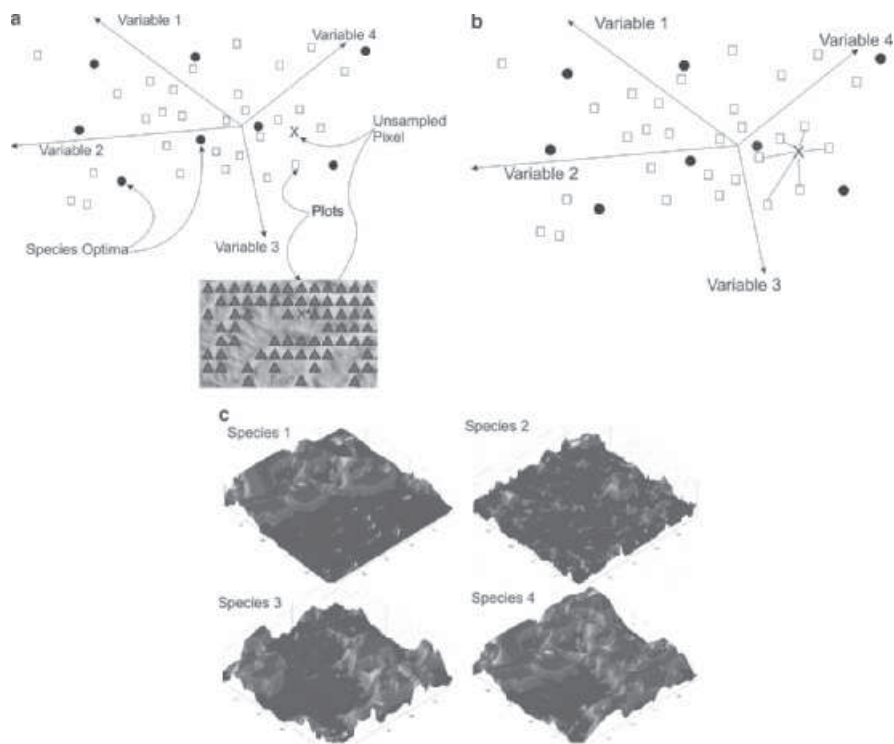 a
Variable 1
Variable 4
Unsampled
Pixel
Variable 2
Plots
Variable 3
Species Optima
X
X
b
Variable 1
Variable 4
Variable 2
X
Variable 3
c
Species 1
Species 2
Species 3
Species 4